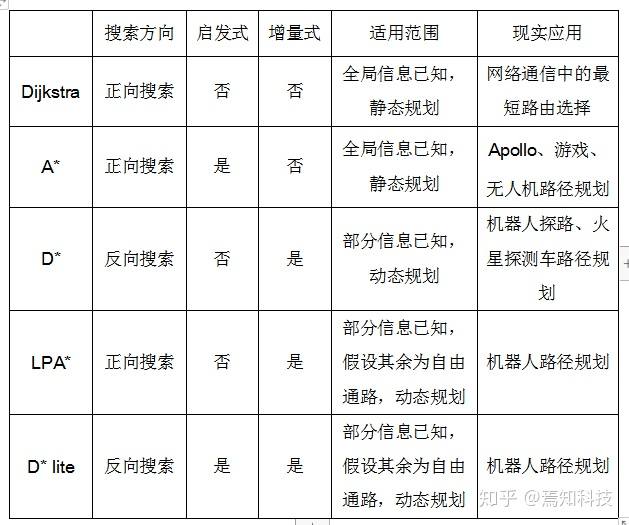 搜索方向 启发式 增量式 适用范围 现实应用
Dijkstra 正向搜索 否 否 全局信息已知， 网络通信中的最
静态规划 短路由选择
A* 正向搜索 是 否 全局信息已知， Apollo、游戏、
静态规划 无人机路径规划
D* 反向搜索 否 是 部分信息已知， 机器人探路、火
动态规划 星探测车路径规
划
LPA* 正向搜索 否 是 部分信息已知，
假设其余为自由 机器人路径规划
通路，动态规划
D* lite 反向搜索 是 是 部分信息已知，
假设其余为自由 机器人路径规划
通路，动态规划
知乎 @焉知科技